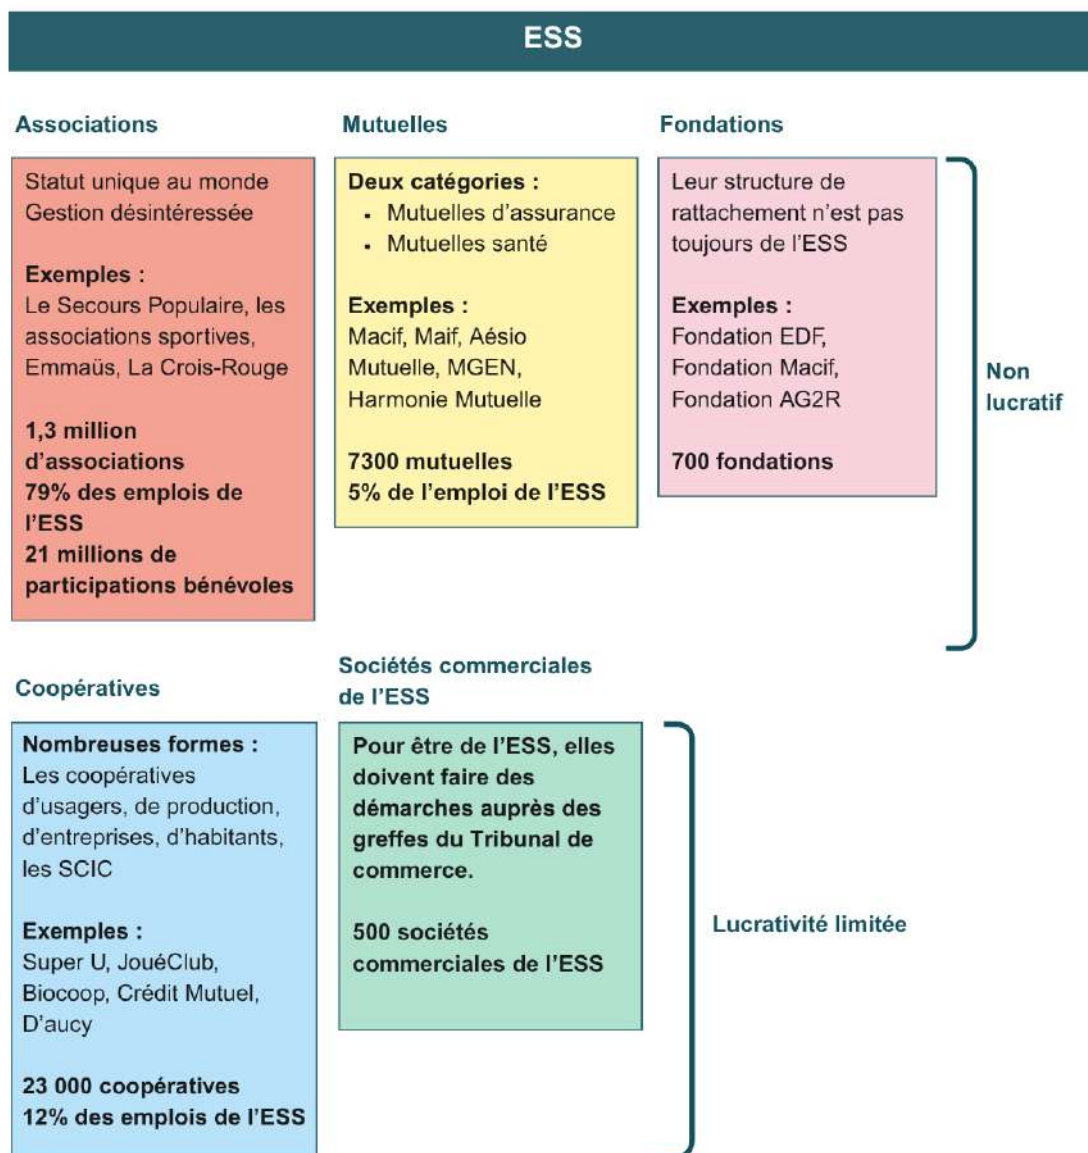 ESS
Associations
Statut unique au monde
Gestion désintéressée
Exemples :
Le Secours Populaire, les
associations sportives,
Emmaüs, La Crois-Rouge
1,3 million
d'associations
79% des emplois de
l'ESS
21 millions de
participations bénévoles
Mutuelles
Deux catégories :
• Mutuelles d'assurance
• Mutuelles santé
Exemples :
Macif, Maif, Aésio
Mutuelle, MGEN,
Harmonie Mutuelle
7300 mutuelles
5% de l'emploi de l'ESS
Fondations
Leur structure de
rattachement n'est pas
toujours de l'ESS
Exemples :
Fondation EDF,
Fondation Macif,
Fondation AG2R
700 fondations
Non
lucratif
Coopératives
Nombreuses formes :
Les coopératives
d'usagers, de production,
d'entreprises, d'habitants,
les SCIC
Exemples :
Super U, JouéClub,
Biocoop, Crédit Mutuel,
D'aucy
23 000 coopératives
12% des emplois de l'ESS
Sociétés commerciales
de l'ESS
Pour être de l'ESS, elles
doivent faire des
démarches auprès des
greffes du Tribunal de
commerce.
500 sociétés
commerciales de l'ESS
Lucrativité limitée